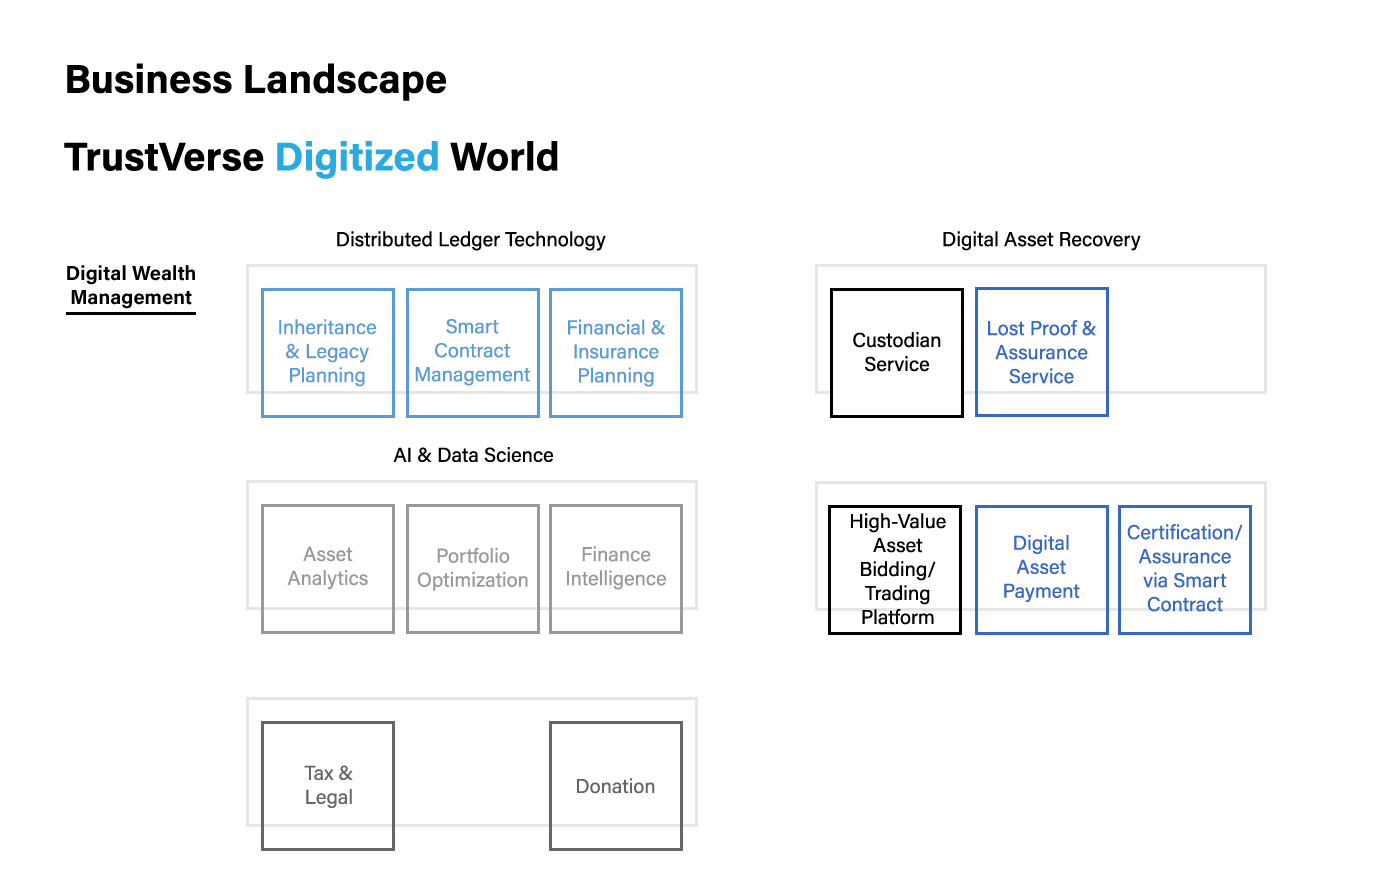 Business Landscape
TrustVerse Digitized World
Digital Wealth
Management
Distributed Ledger Technology
Inheritance
& Legacy
Planning
Smart
Contract
Management
Financial &
Insurance
Planning
AI & Data Science
Asset
Analytics
Portfolio
Optimization
Finance
Intelligence
Tax &
Legal
Donation
Digital Asset Recovery
Custodian
Service
Lost Proof &
Assurance
Service
High-Value
Asset
Bidding/
Trading
Platform
Digital
Asset
Payment
Certification/
Assurance
via Smart
Contract